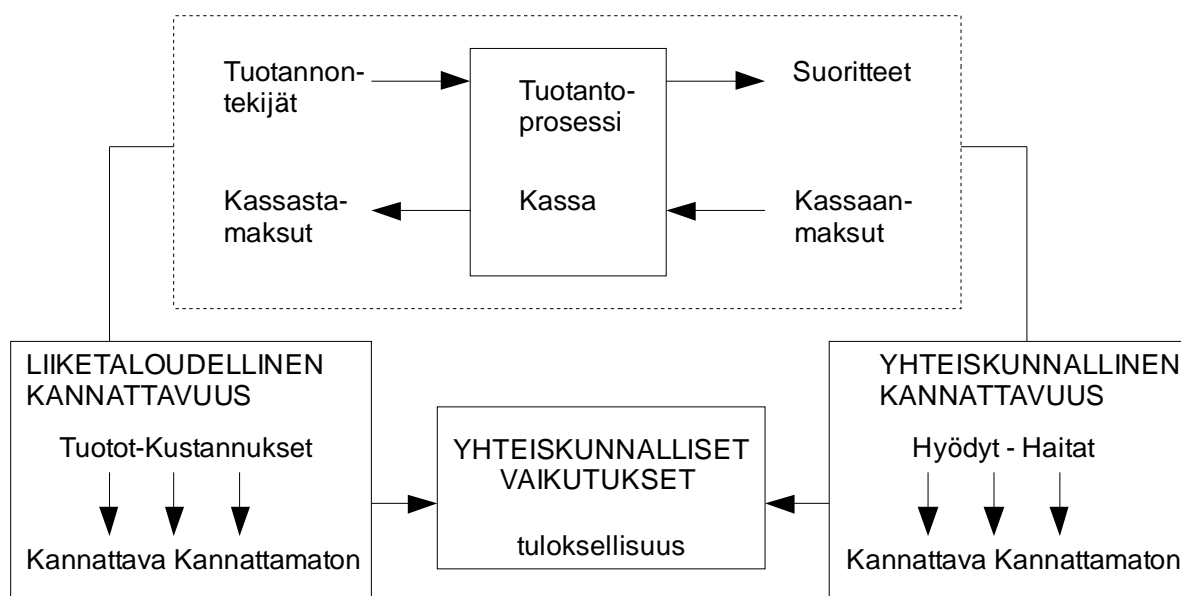 Tuotannon-
tekijät
Tuotanto-
prosessi
Suoritteet
Kassasta-
maksut
Kassa
Kassaan-
maksut
LIIKETALOUDELLINEN
KANNATTAVUUS
Tuotot-Kustannukset
Kannattava Kannattamaton
YHTEISKUNNALLISET
VAIKUTUKSET
tuloksellisuus
YHTEISKUNNALLINEN
KANNATTAVUUS
Hyödyt - Haitat
Kannattava Kannattamaton